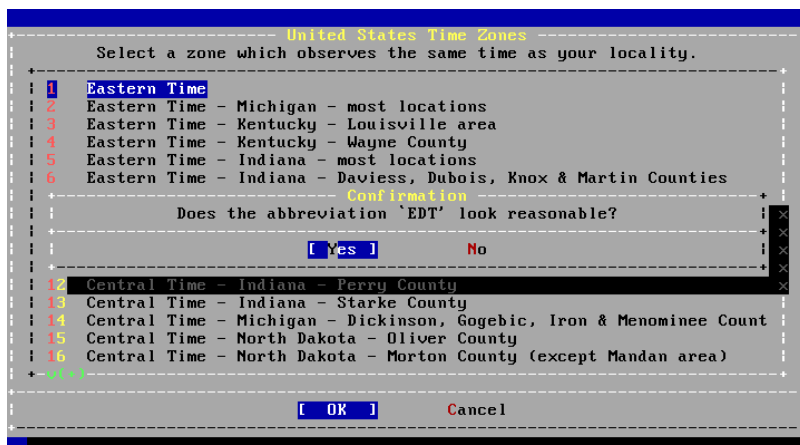 United States Time Zones
Select a zone which observes the same time as your locality.
1 Eastern Time
2 Eastern Time - Michigan - most locations
3 Eastern Time - Kentucky - Louisville area
4 Eastern Time - Kentucky - Wayne County
5 Eastern Time - Indiana - most locations
6 Eastern Time - Indiana - Daviess, Dubois, Knox & Martin Counties
Confirmation
Does the abbreviation `EDT' look reasonable?
[ Yes ] No
12 Central Time - Indiana - Perry County
13 Central Time - Indiana - Starke County
14 Central Time - Michigan - Dickinson, Gogebic, Iron & Menominee Count
15 Central Time - North Dakota - Oliver County
16 Central Time - North Dakota - Morton County (except Mandan area)
v(+)
[ OK ] Cancel